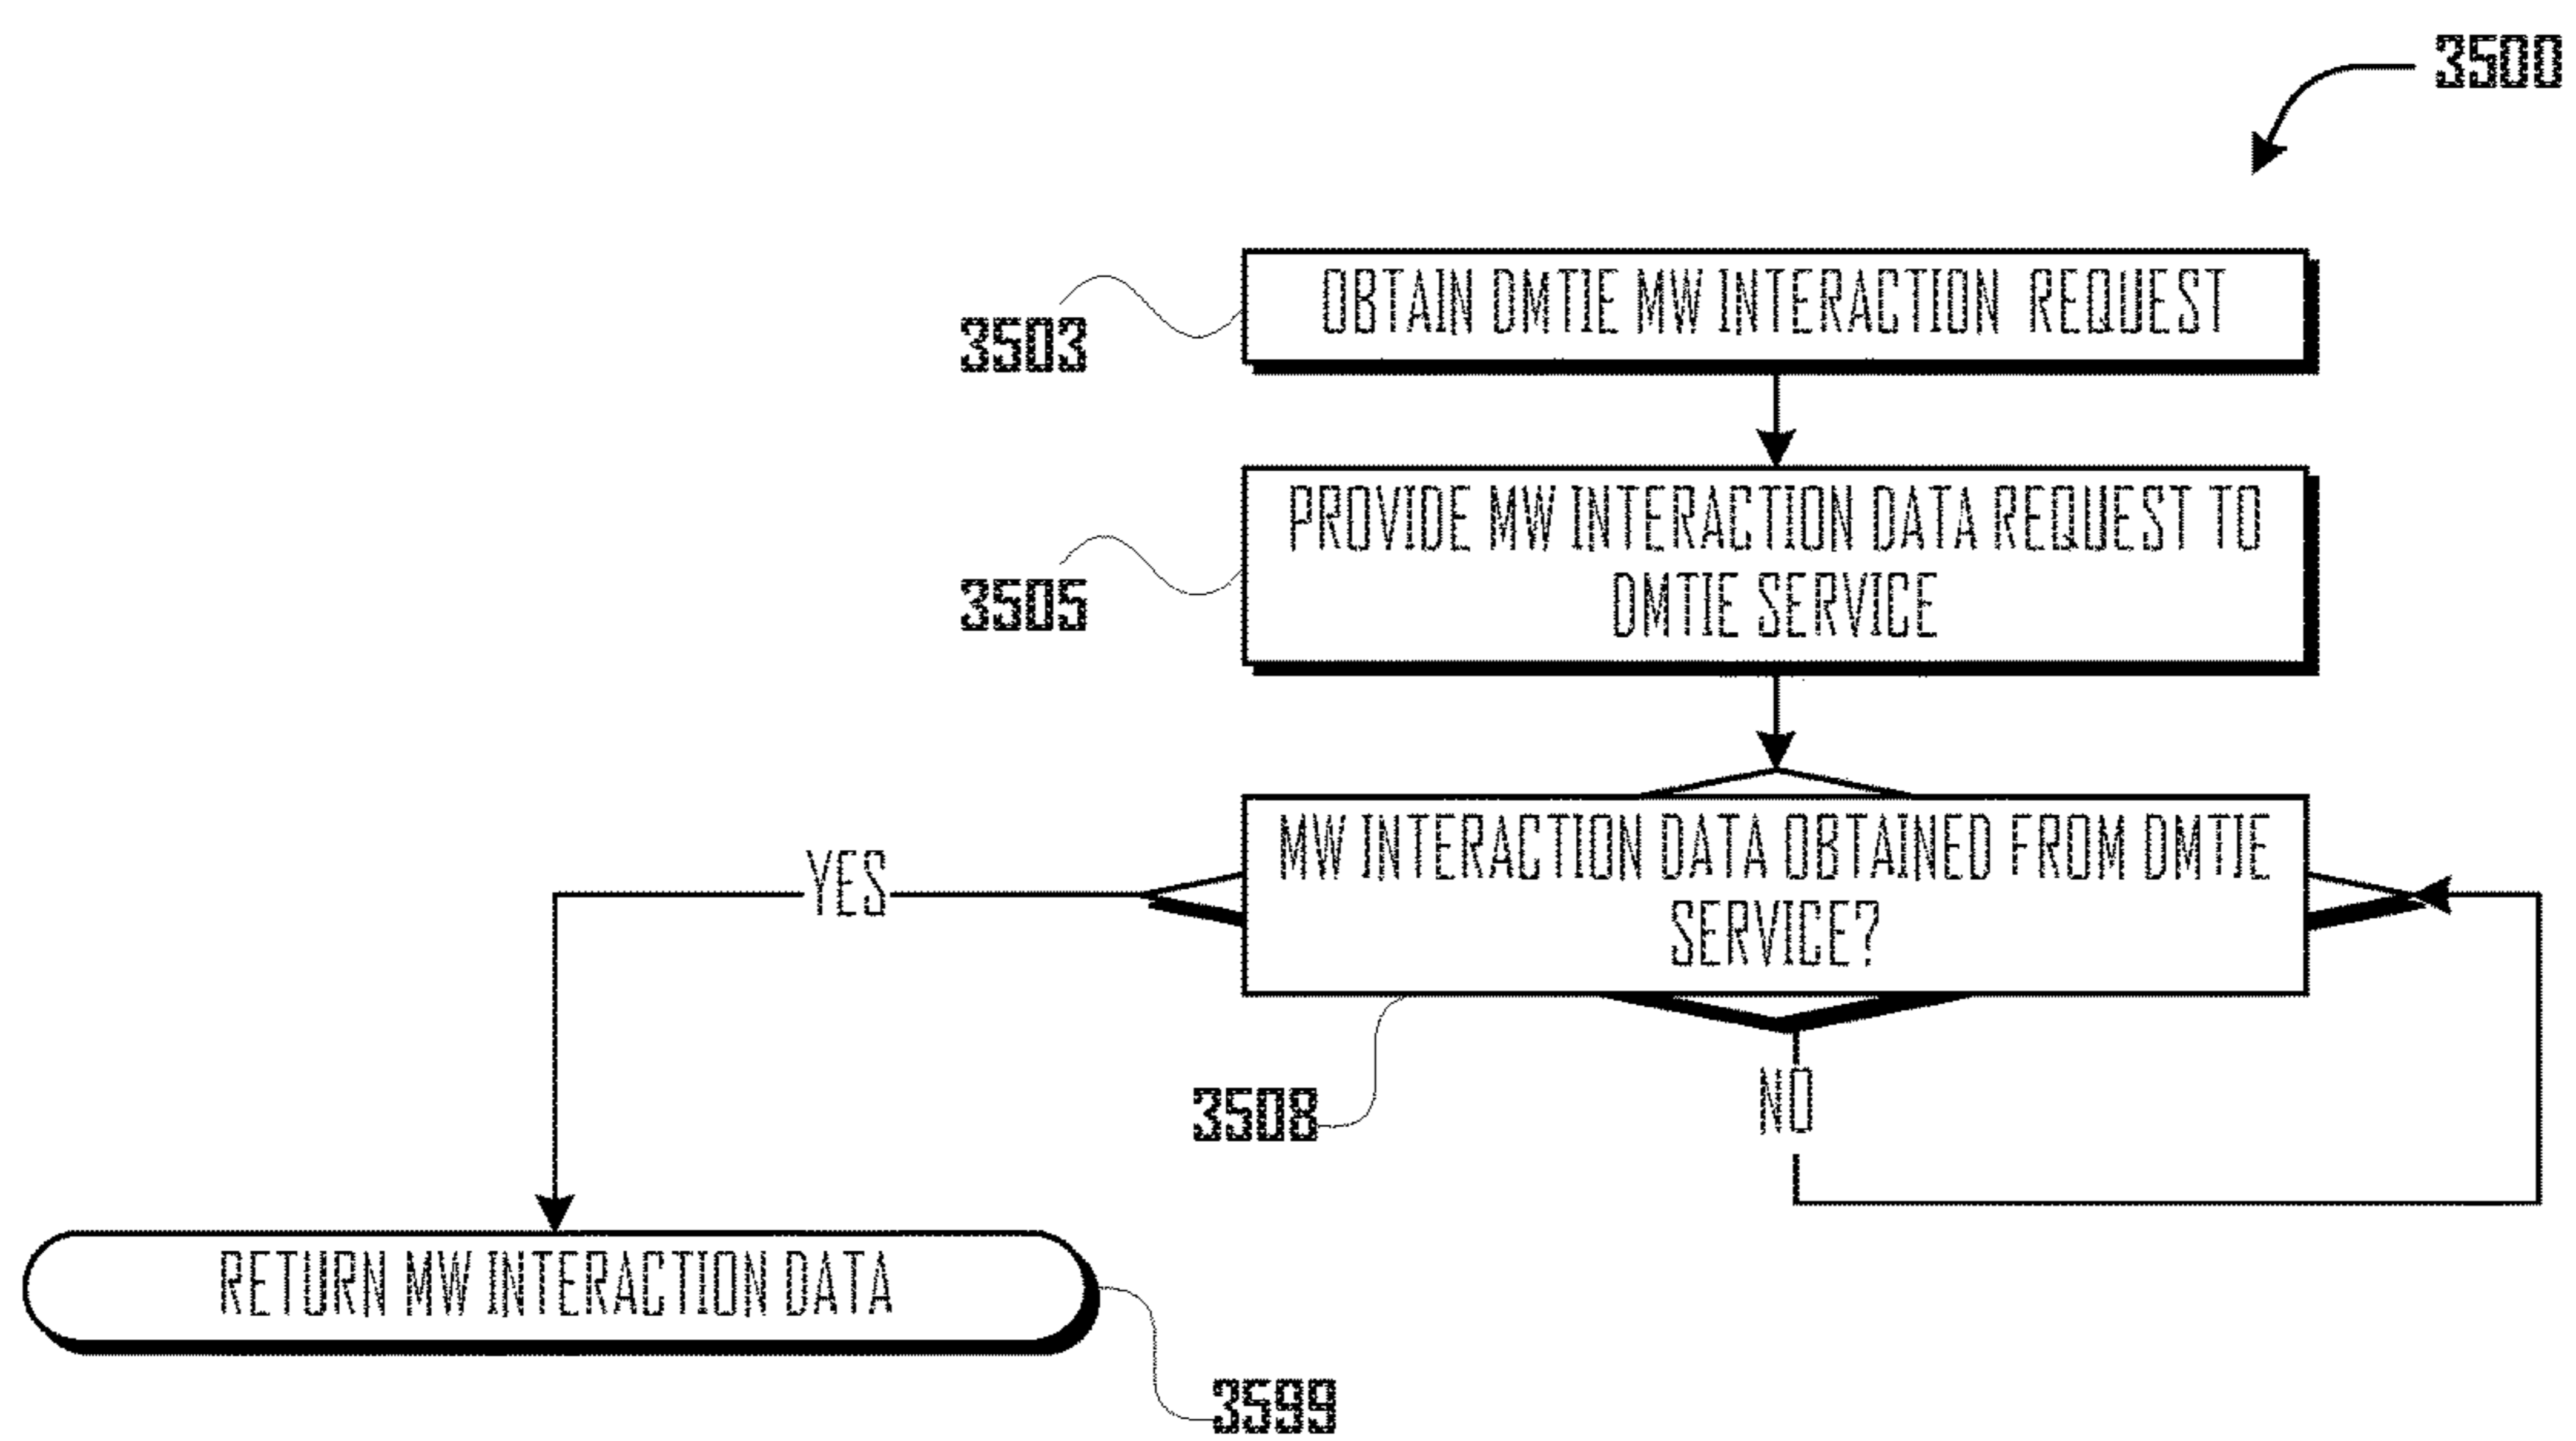 3500
OBTAIN DMTIE MW INTERACTION REQUEST
3503
PROVIDE MW INTERACTION DATA REQUEST TO
DMTIE SERVICE
3505
MW INTERACTION DATA OBTAINED FROM DMTIE
SERVICE?
YES
3508
NO
RETURN MW INTERACTION DATA
3599